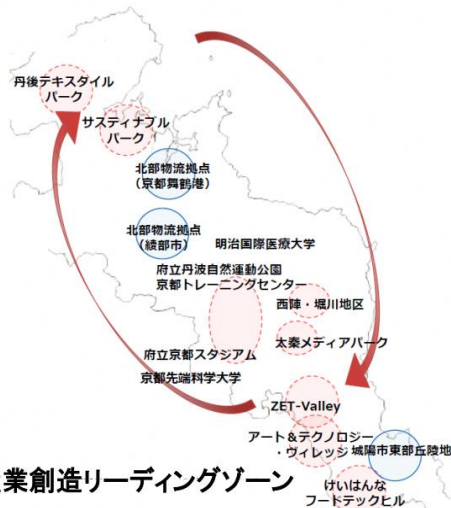 丹後テキスタイル
パーク
サスティナブル
パーク
北部物流拠点
（京都舞鶴港）
北部物流拠点
（綾部市）
明治国際医療大学
府立丹波自然運動公園
京都トレーニングセンター
西陣・堀川地区
太秦メディアパーク
府立京都スタジアム
京都先端科学大学
ZET-Valley
アート＆テクノロジー
・ヴィレッジ
城陽市東部丘陵地
業創造リーディングゾーン
けいはんな
フードテックヒル